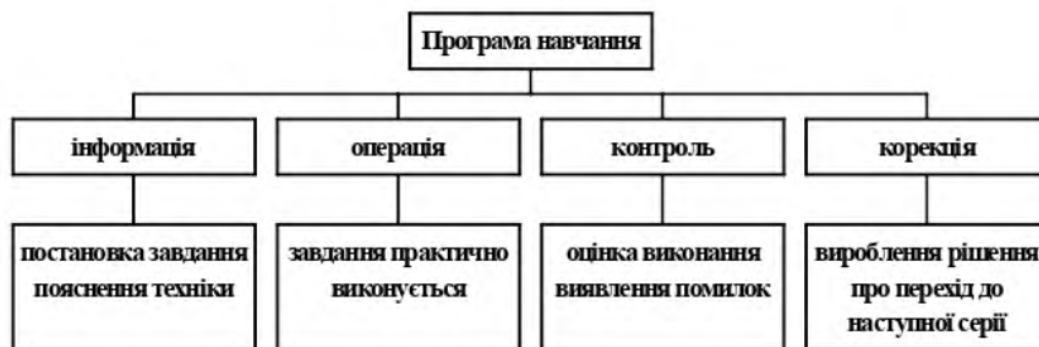 Програма навчання
інформація
операція
контроль
корекція
постановка завдання
пояснення техніки
завдання практично
виконується
оцінка виконання
виявлення помилок
вироблення рішення
про перехід до
наступної серії